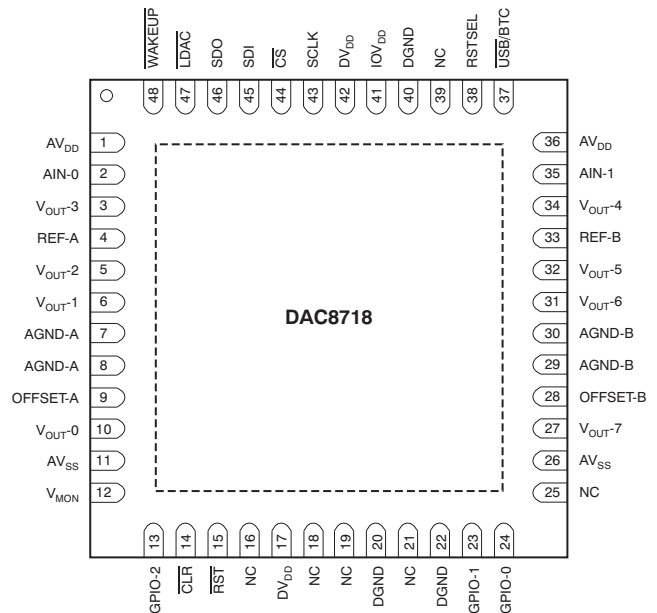 WAKEUP
LDAC
SDO
SDI
CS
SCLK
DVDD
IOVDD
DGND
NC
RSTSEL
USB/BTC
48
47
46
45
44
43
42
41
40
39
38
37
AVDD 1
AIN-0 2
VOUT-3 3
REF-A 4
VOUT-2 5
VOUT-1 6
AGND-A 7
AGND-A 8
OFFSET-A 9
VOUT-0 10
AVSS 11
VMON 12
DAC8718
36 AVDD
35 AIN-1
34 VOUT-4
33 REF-B
32 VOUT-5
31 VOUT-6
30 AGND-B
29 AGND-B
28 OFFSET-B
27 VOUT-7
26 AVSS
25 NC
13
14
15
16
17
18
19
20
21
22
23
24
GPIO-2
CLR
RST
NC
DVDD
NC
NC
DGND
NC
DGND
GPIO-1
GPIO-0